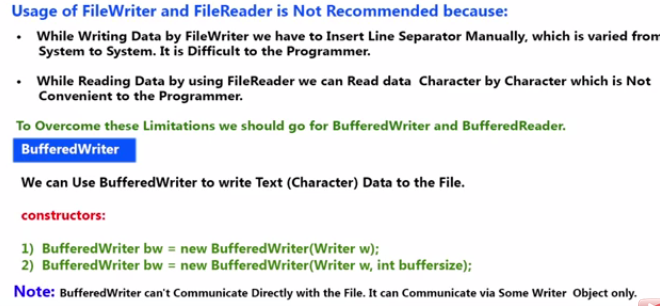 Usage of FileWriter and FileReader is Not Recommended because:
• While Writing Data by FileWriter we have to Insert Line Separator Manually, which is varied from
System to System. It is Difficult to the Programmer.
• While Reading Data by using FileReader we can Read data Character by Character which is Not
Convenient to the Programmer.
To Overcome these Limitations we should go for BufferedWriter and BufferedReader.
BufferedWriter
We can Use BufferedWriter to write Text (Character) Data to the File.
constructors:
1) BufferedWriter bw = new BufferedWriter(Writer w);
2) BufferedWriter bw = new BufferedWriter(Writer w, int buffersize);
Note: BufferedWriter can't Communicate Directly with the File. It can Communicate via Some Writer Object only.